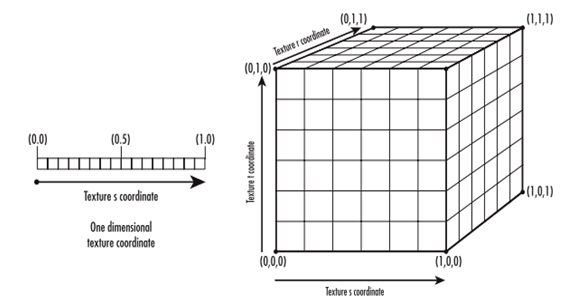 (0.0)
(0.5)
(1.0)
Texture s coordinate
One dimensional
texture coordinate
(0,1,1)
(1,1,1)
Texture r coordinate
(0,1,0)
Texture t coordinate
(1,0,1)
(0,0,0)
(1,0,0)
Texture s coordinate